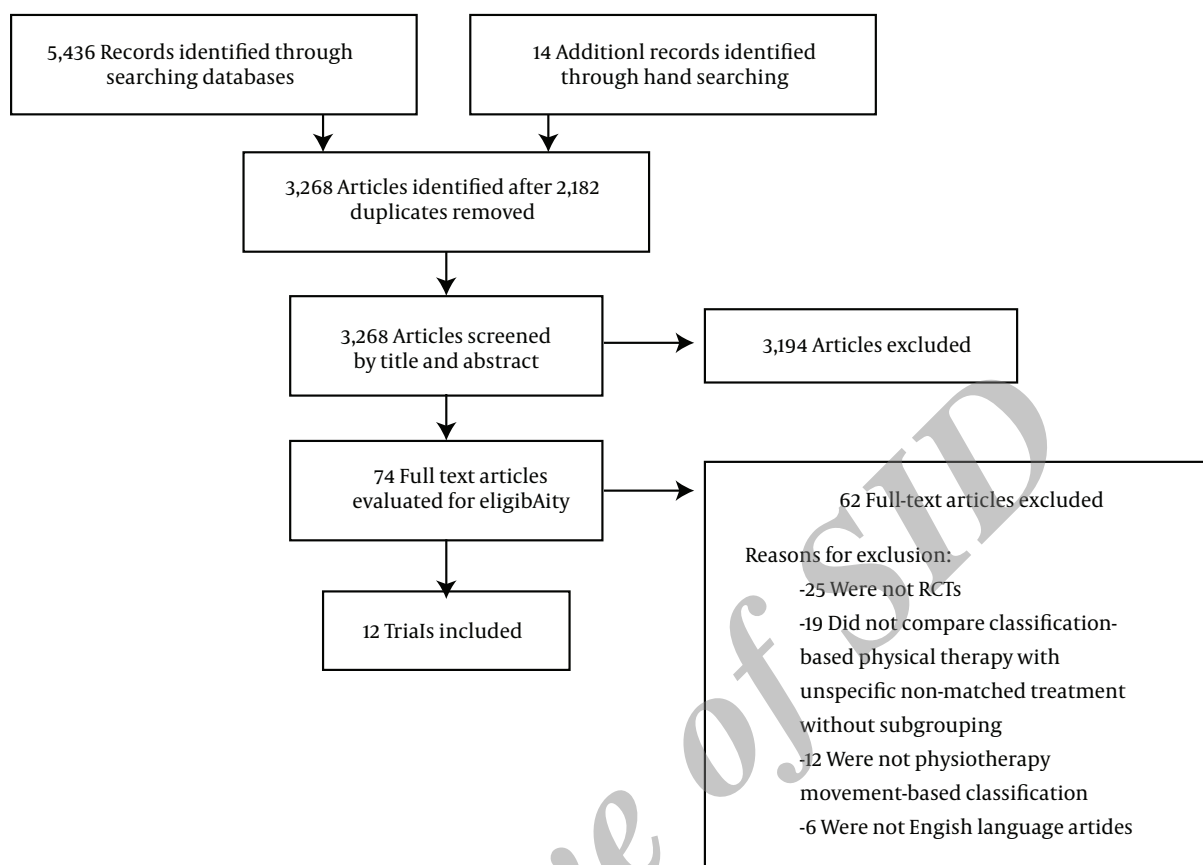 5,436 Records identified through
searching databases
14 Additionl records identified
through hand searching
3,268 Articles identified after 2,182
duplicates removed
3,268 Articles screened
by title and abstract
3,194 Articles excluded
74 Full text articles
evaluated for eligibAity
62 Full-text articles excluded
Reasons for exclusion:
-25 Were not RCTs
-19 Did not compare classification-
based physical therapy with
unspecific non-matched treatment
without subgrouping
-12 Were not physiotherapy
movement-based classification
-6 Were not Engish language artides
12 Trials included
ve of SID